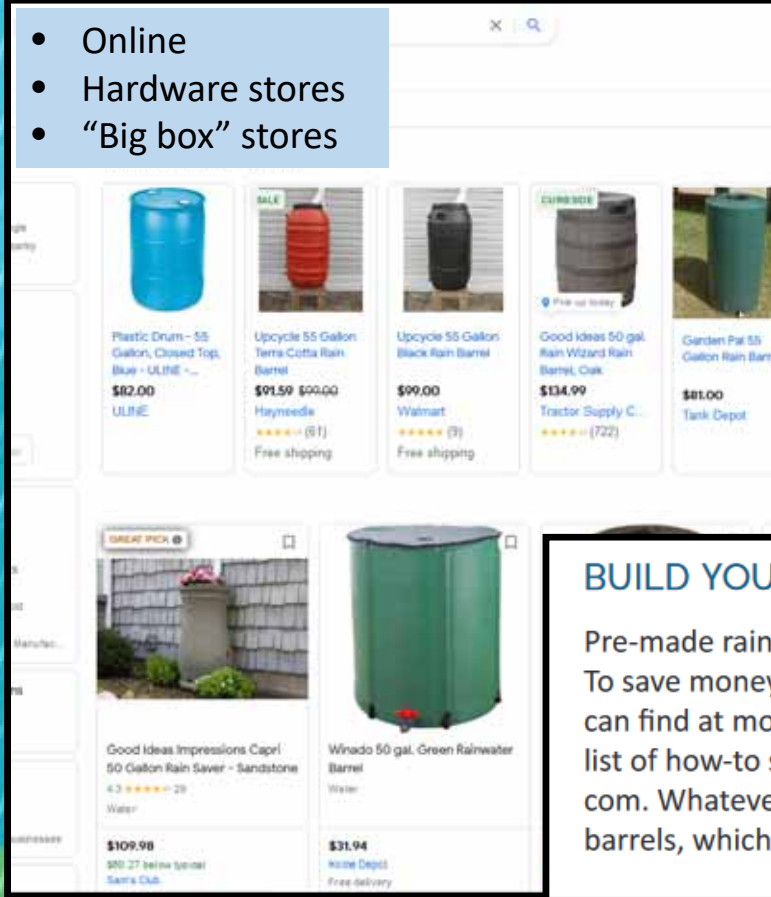 • Online
• Hardware stores
• “Big box” stores
SALE
CURBSIDE
Pick up today
Plastic Drum - 55
Gallon, Closed Top,
Blue - ULINE -...
$82.00
ULINE
Upcycle 55 Gallon
Terra Cotta Rain
Barrel
$91.59 $99.00
Hayneedle
(61)
Free shipping
Upcycle 55 Gallon
Black Rain Barrel
$99.00
Walmart
(9)
Free shipping
Good Ideas 50 gal.
Rain Wizard Rain
Barrel, Oak
$134.99
Tractor Supply C...
(722)
Garden Pal 55
Gallon Rain Barr
$81.00
Tank Depot
Manufac...
businesses
GREAT PICK
Good Ideas Impressions Capri
50 Gallon Rain Saver - Sandstone
4.3 29
Water
$109.98
below typical
Sam's Club
Winado 50 gal. Green Rainwater
Barrel
Water
$31.94
Home Depot
Free delivery
BUILD YOU
Pre-made rain
To save money
can find at mo
list of how-to s
com. Whateve
barrels, which